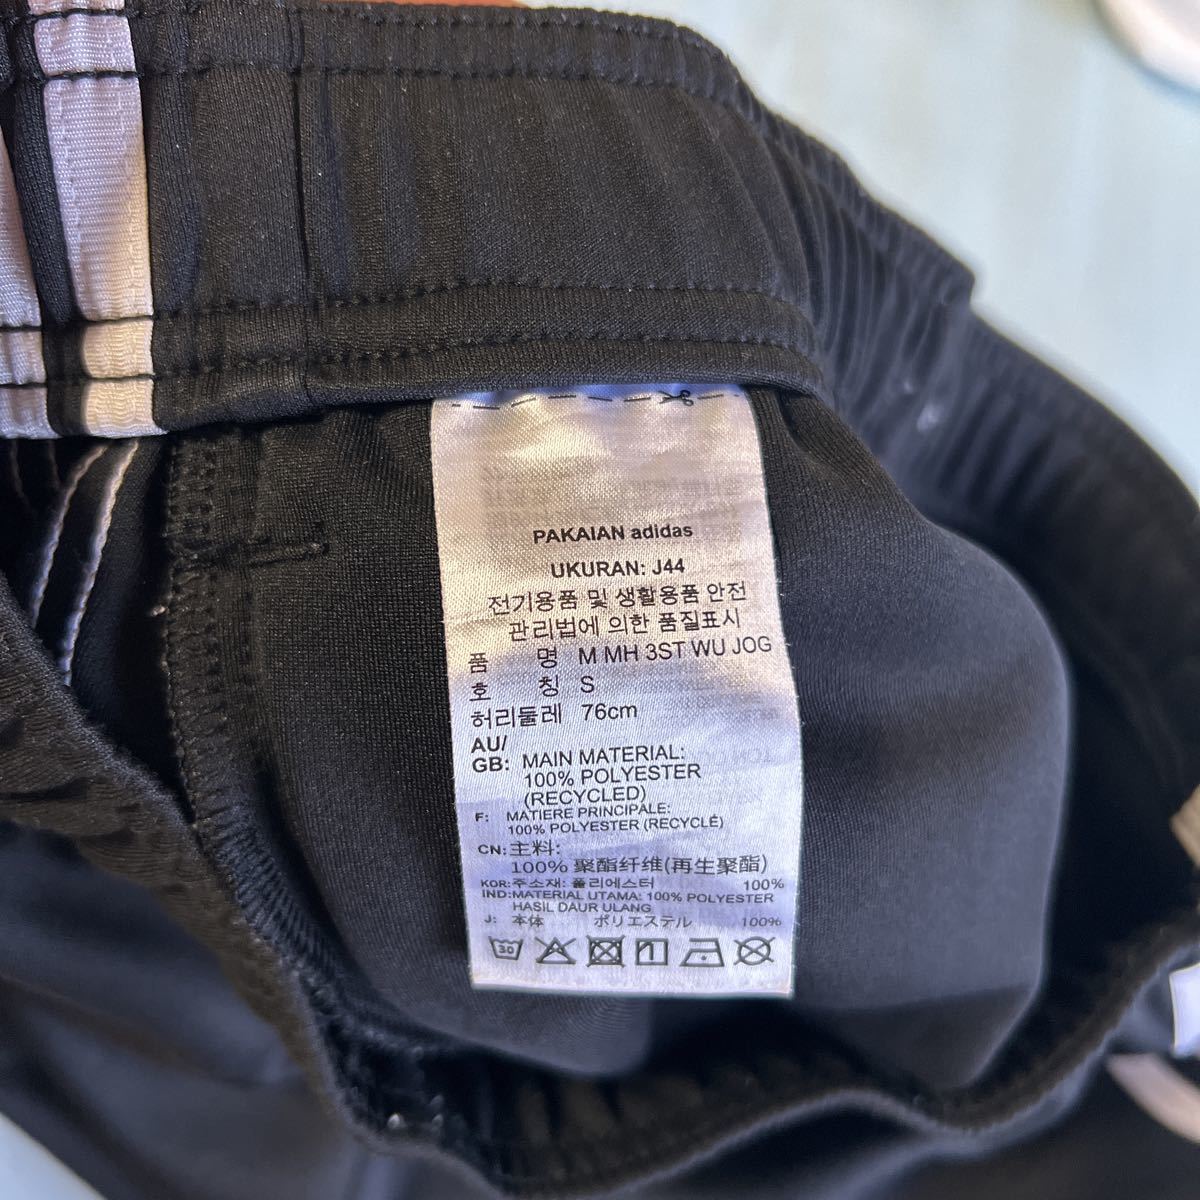 PAKAIAN adidas
UKURAN: J44
전기용품 및 생활용품 안전
관리법에 의한 품질표시
품 명 M MH 3ST WU JOG
호 칭 S
허리둘레 76cm
AU/
GB: MAIN MATERIAL:
100% POLYESTER
(RECYCLED)
F: MATIERE PRINCIPALE:
100% POLYESTER (RECYCLÉ)
CN: 主料:
100% 聚酯纤维(再生聚酯)
KOR: 주소재: 폴리에스터 100%
IND: MATERIAL UTAMA: 100% POLYESTER
HASIL DAUR ULANG
J: 本体 ポリエステル 100%
30